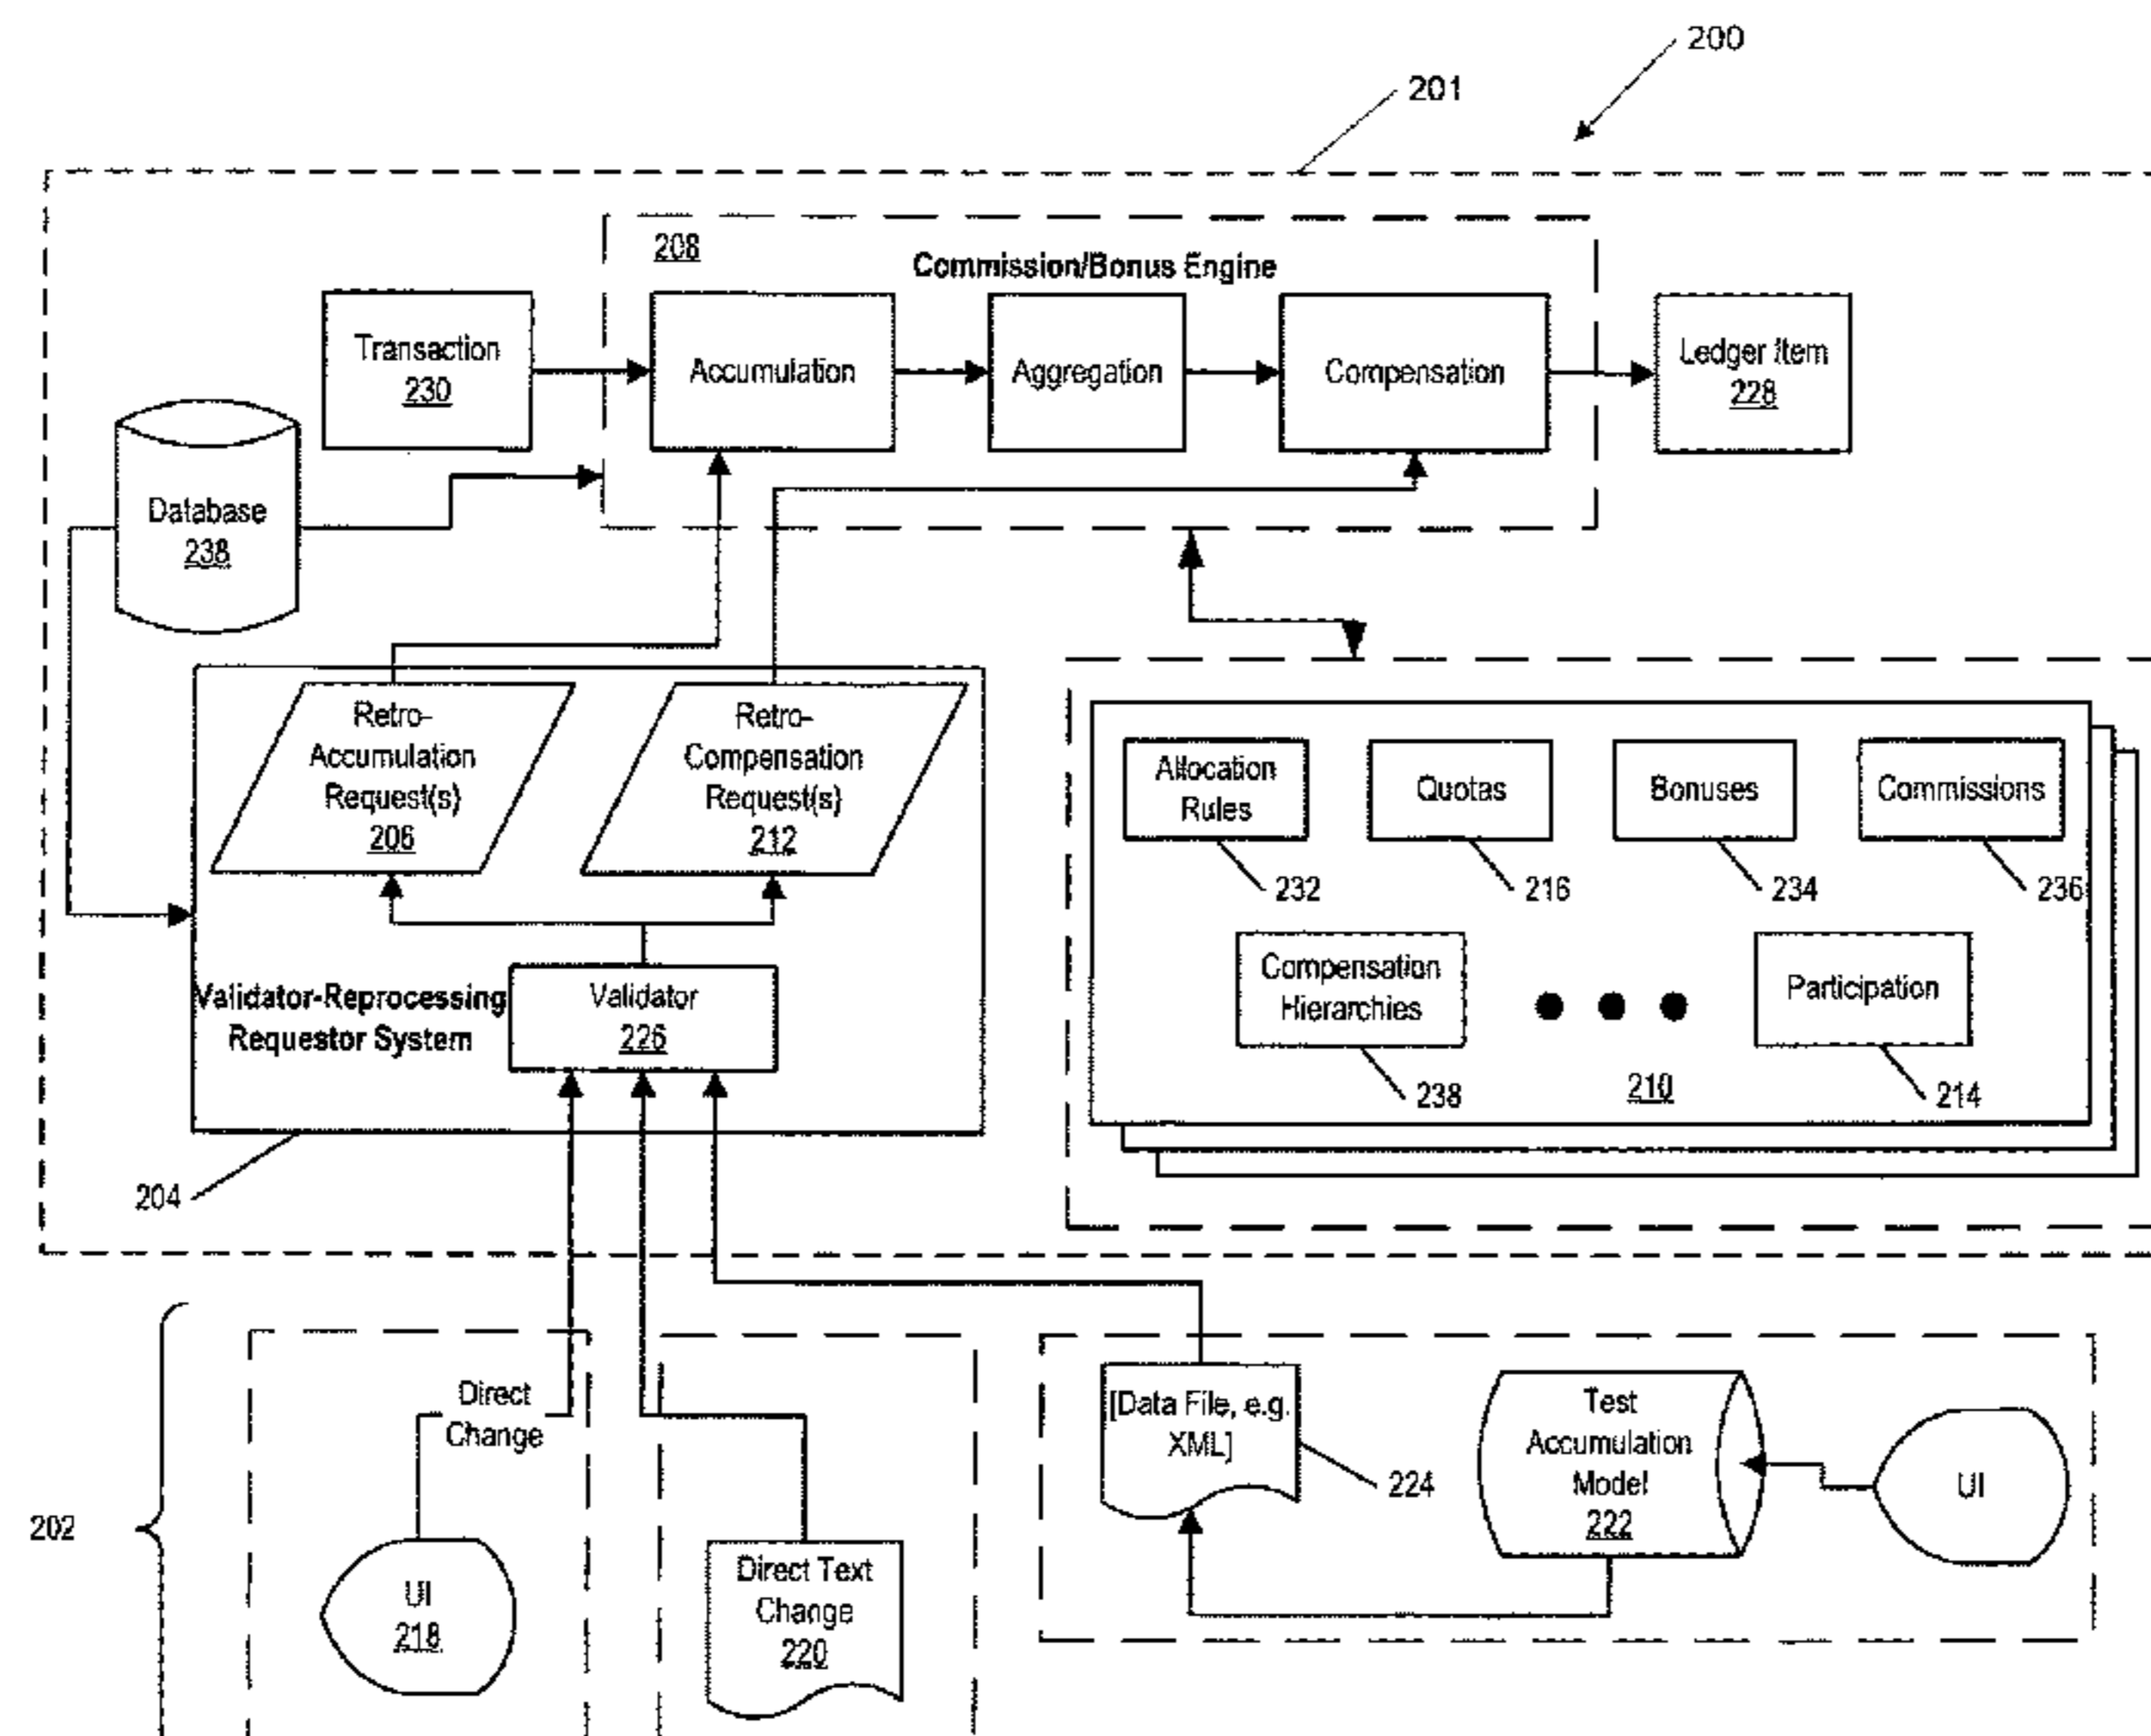 200
201
208
Commission/Bonus Engine
Transaction
230
Accumulation
Aggregation
Compensation
Ledger Item
228
Database
238
Retro-
Accumulation
Request(s)
206
Retro-
Compensation
Request(s)
212
Validator-Reprocessing
Requestor System
Validator
226
204
Allocation
Rules
232
Quotas
216
Bonuses
234
Commissions
236
Compensation
Hierarchies
238
Participation
214
210
202
Direct
Change
UI
218
Direct Text
Change
220
[Data File, e.g.
XML]
224
Test
Accumulation
Model
222
UI